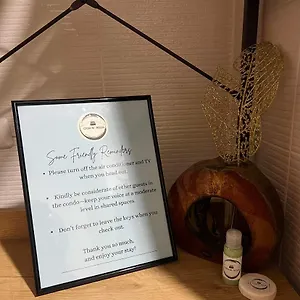 Some Friendly Reminders
• Please turn off the air conditioner and TV
when you head out.
• Kindly be considerate of other guests in
the condo—keep your voice at a moderate
level in shared spaces.
• Don't forget to leave the keys when you
check out.
Thank you so much,
and enjoy your stay!